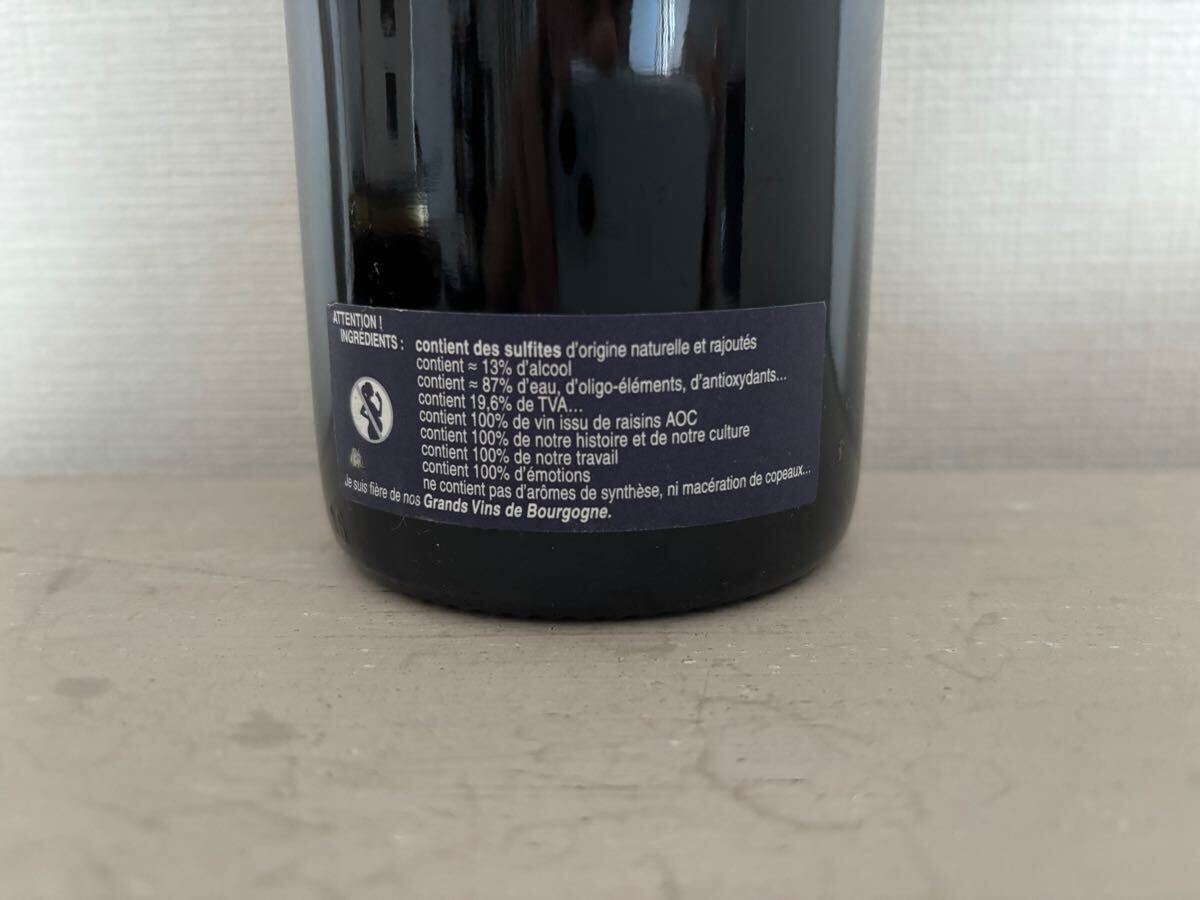 ATTENTION !
INGRÉDIENTS : contient des sulfites d'origine naturelle et rajoutés
contient ≈ 13% d'alcool
contient ≈ 87% d'eau, d'oligo-éléments, d'antioxydants...
contient 19,6% de TVA...
contient 100% de vin issu de raisins AOC
contient 100% de notre histoire et de notre culture
contient 100% de notre travail
contient 100% d'émotions
ne contient pas d'arômes de synthèse, ni macération de copeaux...
Je suis fière de nos Grands Vins de Bourgogne.